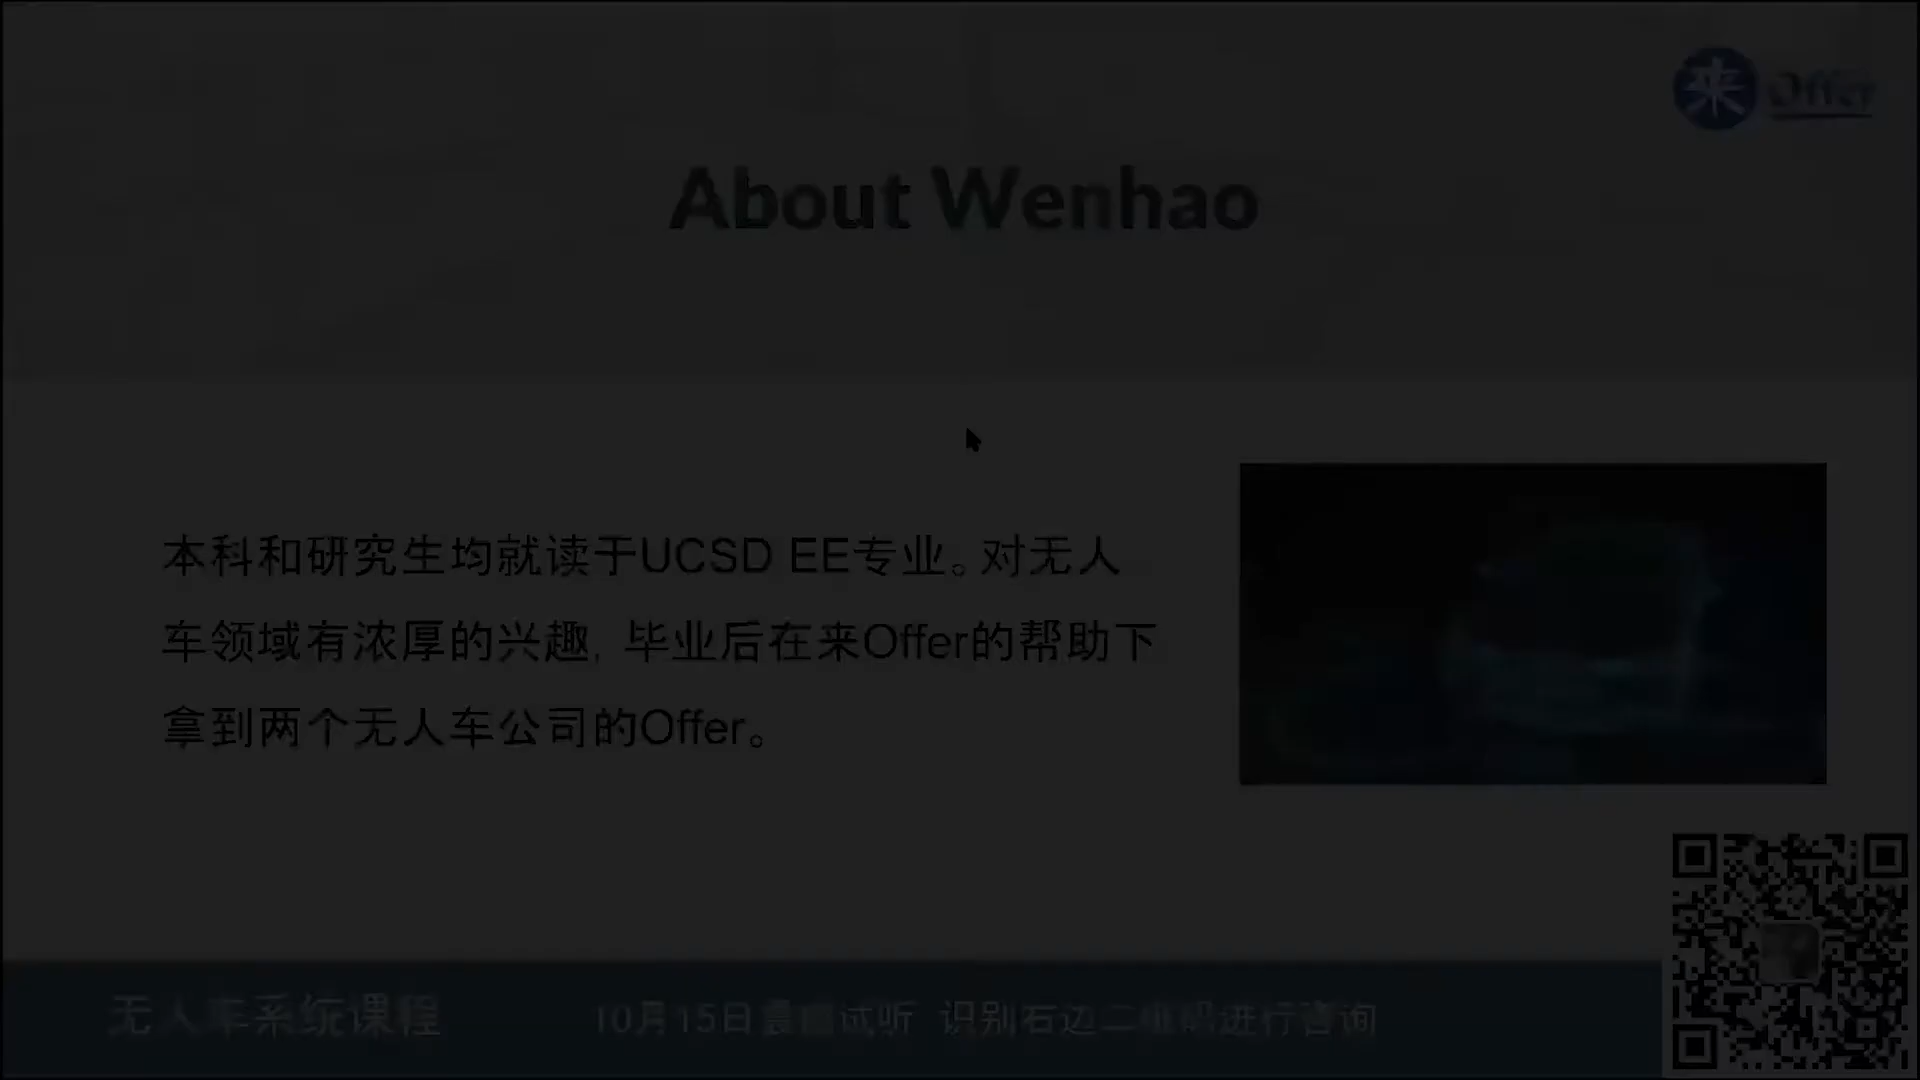 来 Offer
About Wenhao
本科和研究生均就读于UCSD EE专业。对无人
车领域有浓厚的兴趣, 毕业后在来Offer的帮助下
拿到两个无人车公司的Offer。
无人车系统课程
10月15日震撼试听 识别右边二维码进行咨询